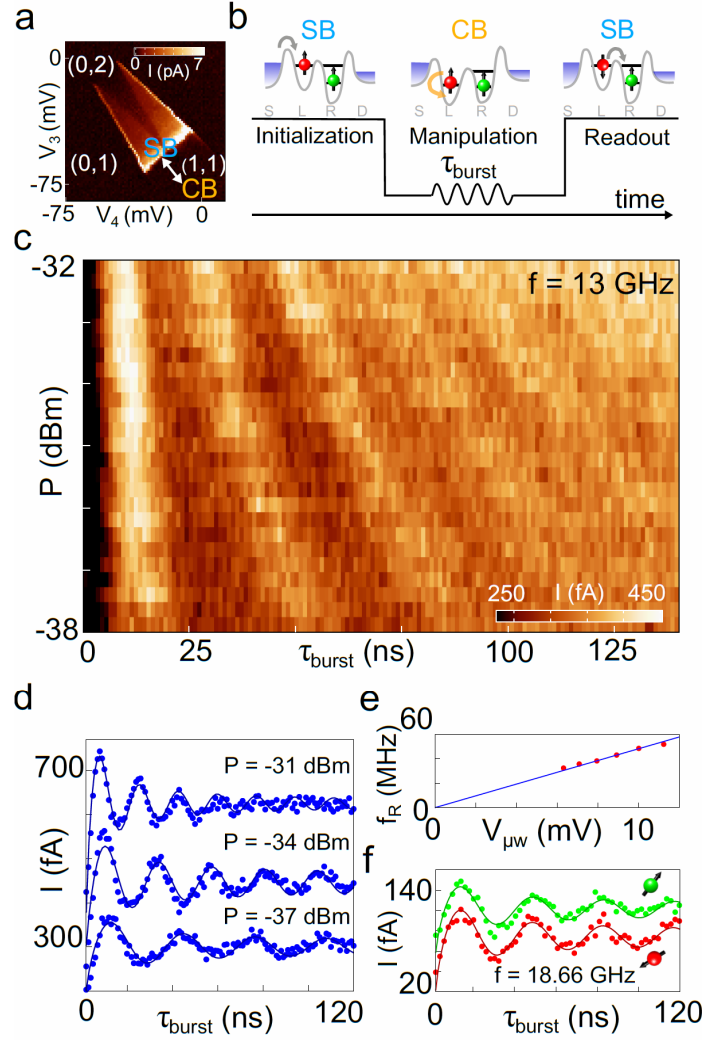 a
0
I (pA)
7
(0,2)
0
V3 (mV)
SB
(0,1)
(1,1)
-75
CB
-75
V4 (mV)
0
b
SB
CB
SB
S L R D
S L R D
S L R D
Initialization
Manipulation
Readout
τburst
time
c
-32
f = 13 GHz
P (dBm)
250
I (fA)
450
-38
0
25
τburst (ns)
100
125
d
700
P = -31 dBm
I (fA)
P = -34 dBm
P = -37 dBm
300
0
τburst (ns)
120
e
60
fR (MHz)
0
0
Vμw (mV)
10
f
140
I (fA)
f = 18.66 GHz
20
0
τburst (ns)
120